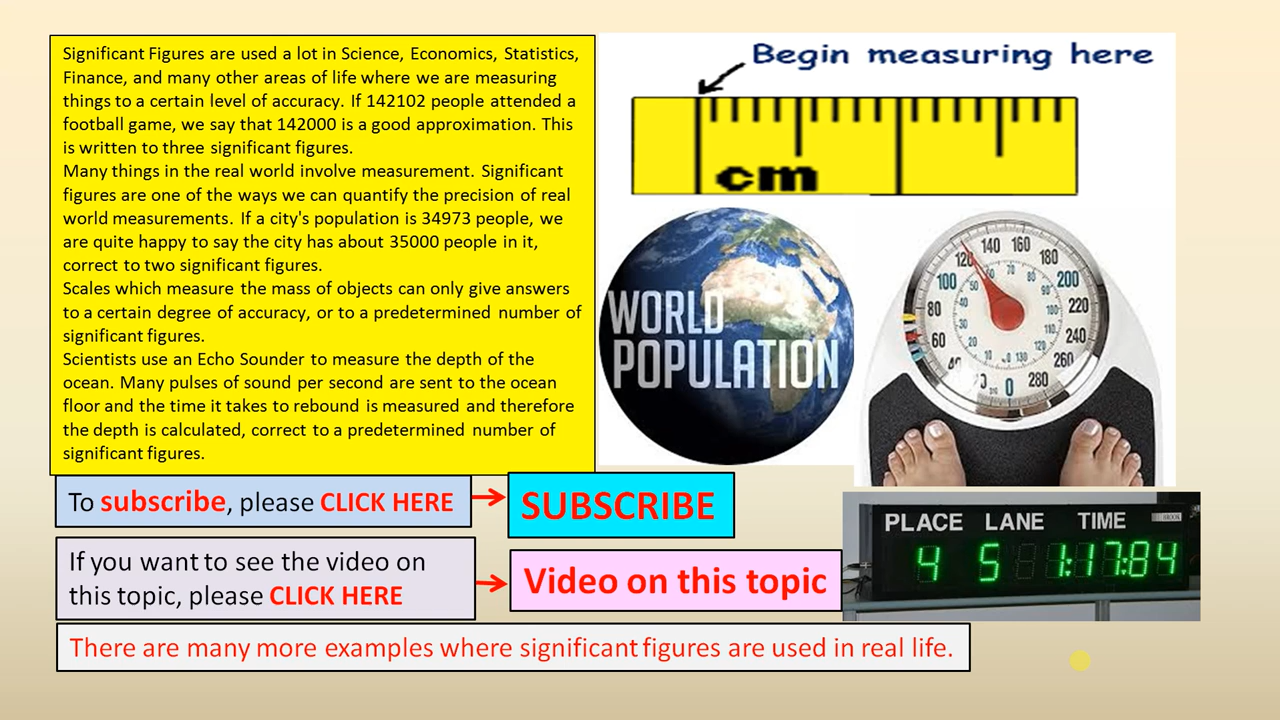 Significant Figures are used a lot in Science, Economics, Statistics,
Finance, and many other areas of life where we are measuring
things to a certain level of accuracy. If 142102 people attended a
football game, we say that 142000 is a good approximation. This
is written to three significant figures.
Many things in the real world involve measurement. Significant
figures are one of the ways we can quantify the precision of real
world measurements. If a city's population is 34973 people, we
are quite happy to say the city has about 35000 people in it,
correct to two significant figures.
Scales which measure the mass of objects can only give answers
to a certain degree of accuracy, or to a predetermined number of
significant figures.
Scientists use an Echo Sounder to measure the depth of the
ocean. Many pulses of sound per second are sent to the ocean
floor and the time it takes to rebound is measured and therefore
the depth is calculated, correct to a predetermined number of
significant figures.
Begin measuring here
cm
WORLD
POPULATION
0 60 80 100 120 140 160 180 200 220 240 260 280
PLACE LANE TIME
4 5 1:17:84
To subscribe, please CLICK HERE
SUBSCRIBE
If you want to see the video on
this topic, please CLICK HERE
Video on this topic
There are many more examples where significant figures are used in real life.